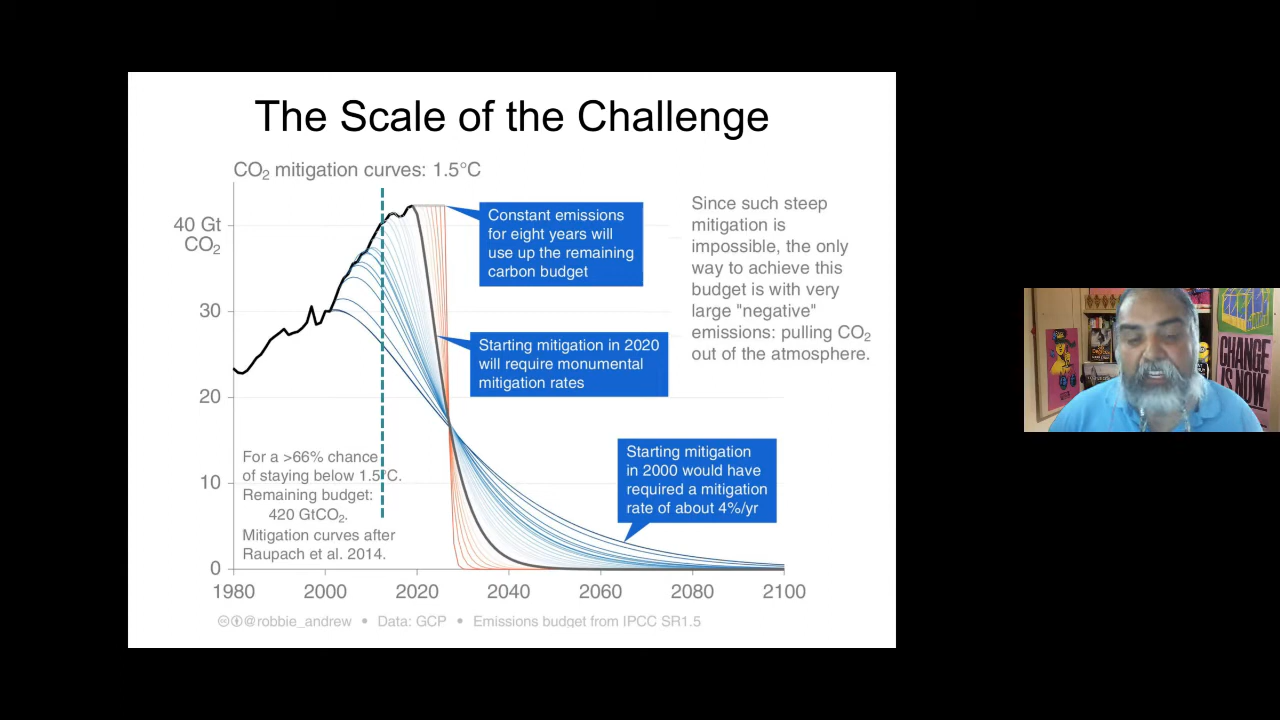 The Scale of the Challenge
CO₂ mitigation curves: 1.5°C
40 Gt
CO₂
30
20
10
0
1980
2000
2020
2040
2060
2080
2100
Constant emissions
for eight years will
use up the remaining
carbon budget
Starting mitigation in 2020
will require monumental
mitigation rates
Starting mitigation
in 2000 would have
required a mitigation
rate of about 4%/yr
Since such steep
mitigation is
impossible, the only
way to achieve this
budget is with very
large "negative"
emissions: pulling CO₂
out of the atmosphere.
For a >66% chance
of staying below 1.5°C.
Remaining budget:
420 GtCO₂.
Mitigation curves after
Raupach et al. 2014.
@robbie_andrew • Data: GCP • Emissions budget from IPCC SR1.5
CHANGE
IS NOW